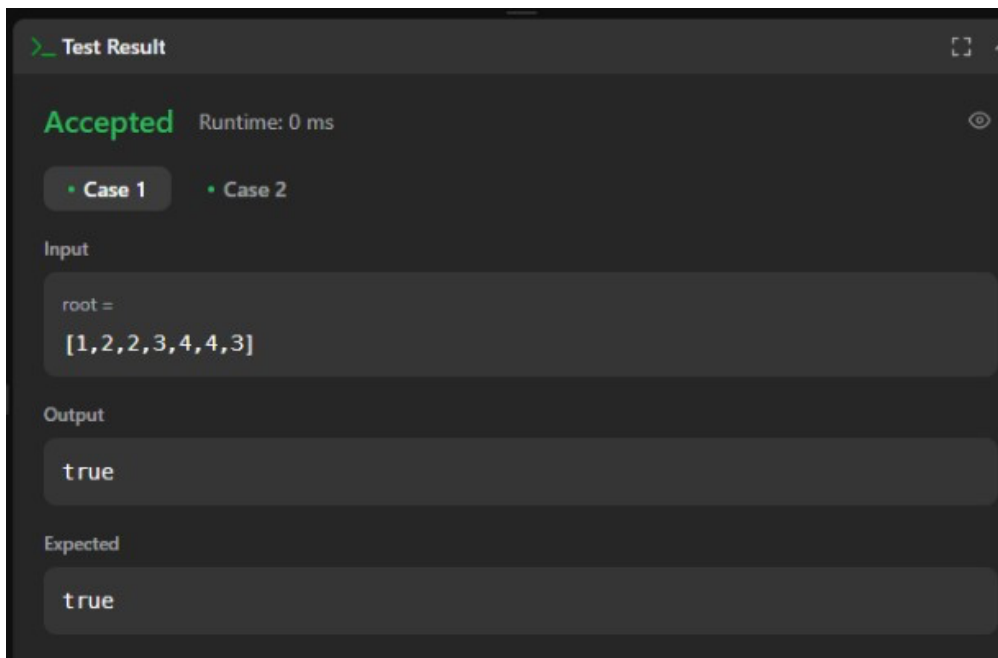 Test Result
Accepted Runtime: 0 ms
Case 1 Case 2
Input
root =
[1,2,2,3,4,4,3]
Output
true
Expected
true